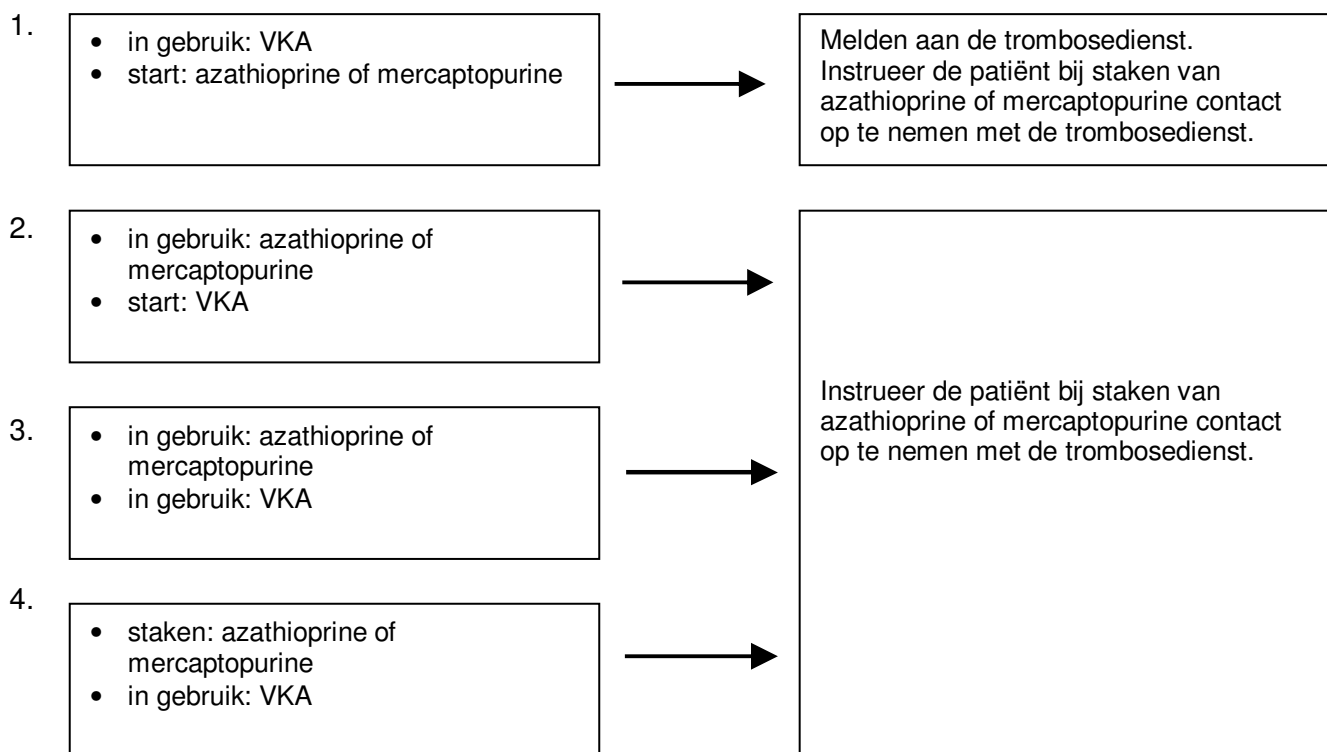 1.
• in gebruik: VKA
• start: azathioprine of mercaptopurine
Melden aan de trombosedienst.
Instrueer de patiënt bij staken van
azathioprine of mercaptopurine contact
op te nemen met de trombosedienst.
2.
• in gebruik: azathioprine of
mercaptopurine
• start: VKA
3.
• in gebruik: azathioprine of
mercaptopurine
• in gebruik: VKA
4.
• staken: azathioprine of
mercaptopurine
• in gebruik: VKA
Instrueer de patiënt bij staken van
azathioprine of mercaptopurine contact
op te nemen met de trombosedienst.